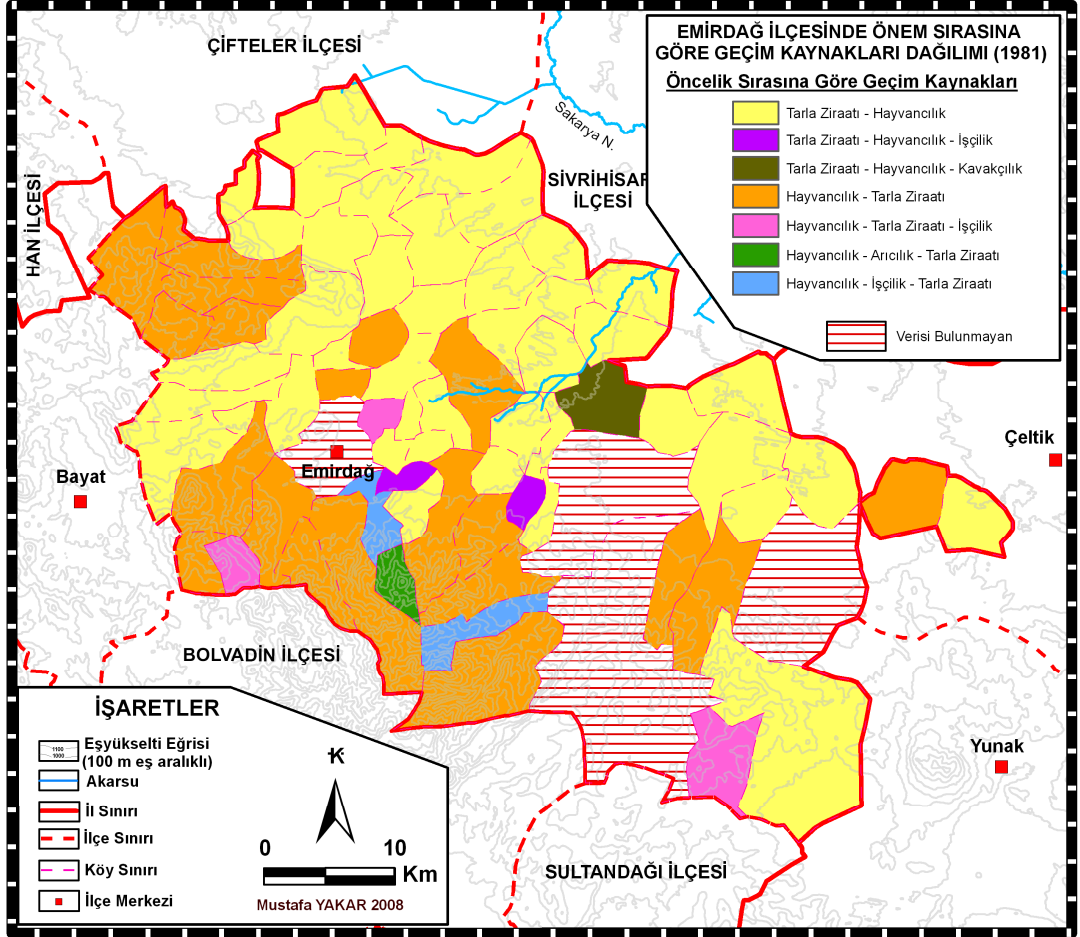 EMİRDAĞ İLÇESİNDE ÖNEM SIRASINA
GÖRE GEÇİM KAYNAKLARI DAĞILIMI (1981)
Öncelik Sırasına Göre Geçim Kaynakları
Tarla Ziraatı - Hayvancılık
Tarla Ziraatı - Hayvancılık - İşçilik
Tarla Ziraatı - Hayvancılık - Kavakçılık
Hayvancılık - Tarla Ziraatı
Hayvancılık - Tarla Ziraatı - İşçilik
Hayvancılık - Arıcılık - Tarla Ziraatı
Hayvancılık - İşçilik - Tarla Ziraatı
Verisi Bulunmayan
ÇİFTELER İLÇESİ
Sakarya N.
SİVRİHİSAR
İLÇESİ
HAN İLÇESİ
Çeltik
Emirdağ
Bayat
BOLVADİN İLÇESİ
Yunak
SULTANDAĞI İLÇESİ
İŞARETLER
1100
1000
Eşyükselti Eğrisi
(100 m eş aralıklı)
Akarsu
İl Sınırı
İlçe Sınırı
Köy Sınırı
İlçe Merkezi
K
0 10
Km
Mustafa YAKAR 2008